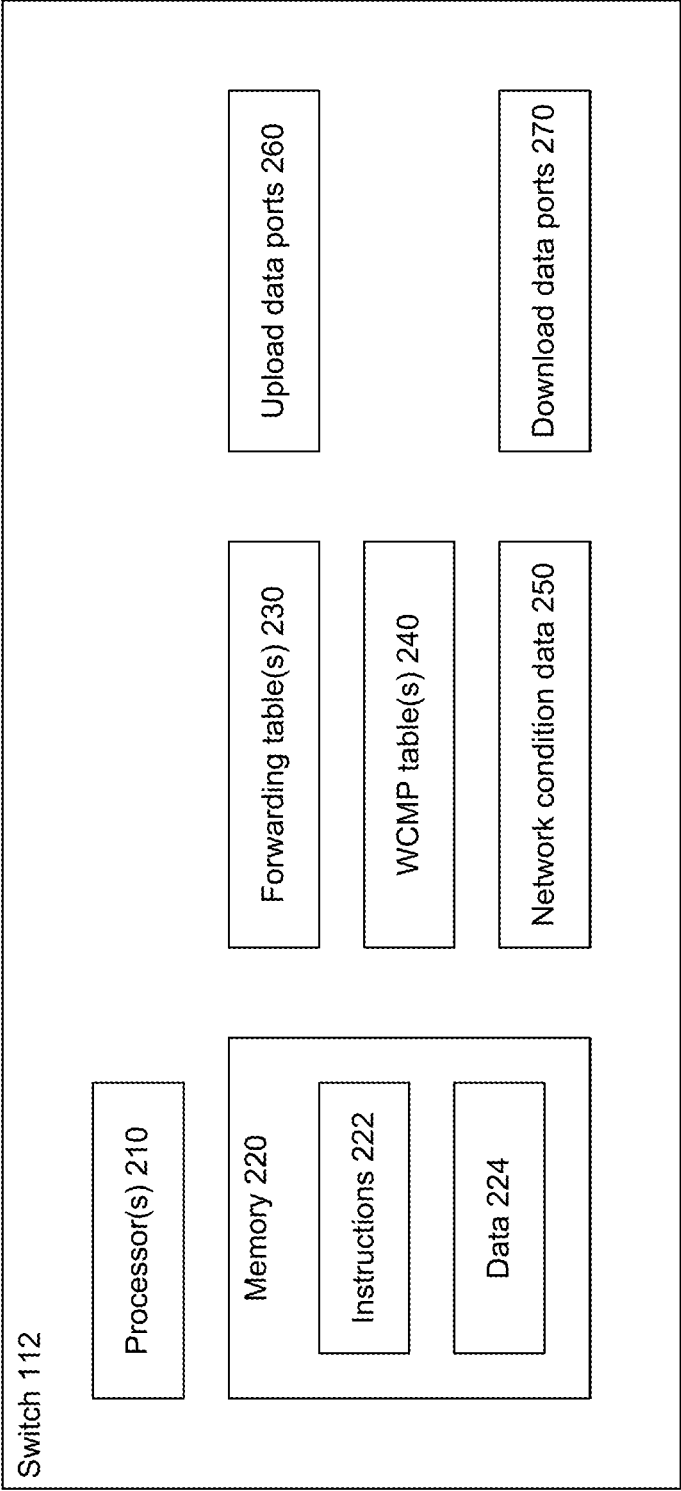 Switch 112
Processor(s) 210
Memory 220
Instructions 222
Data 224
Forwarding table(s) 230
WCMP table(s) 240
Network condition data 250
Upload data ports 260
Download data ports 270